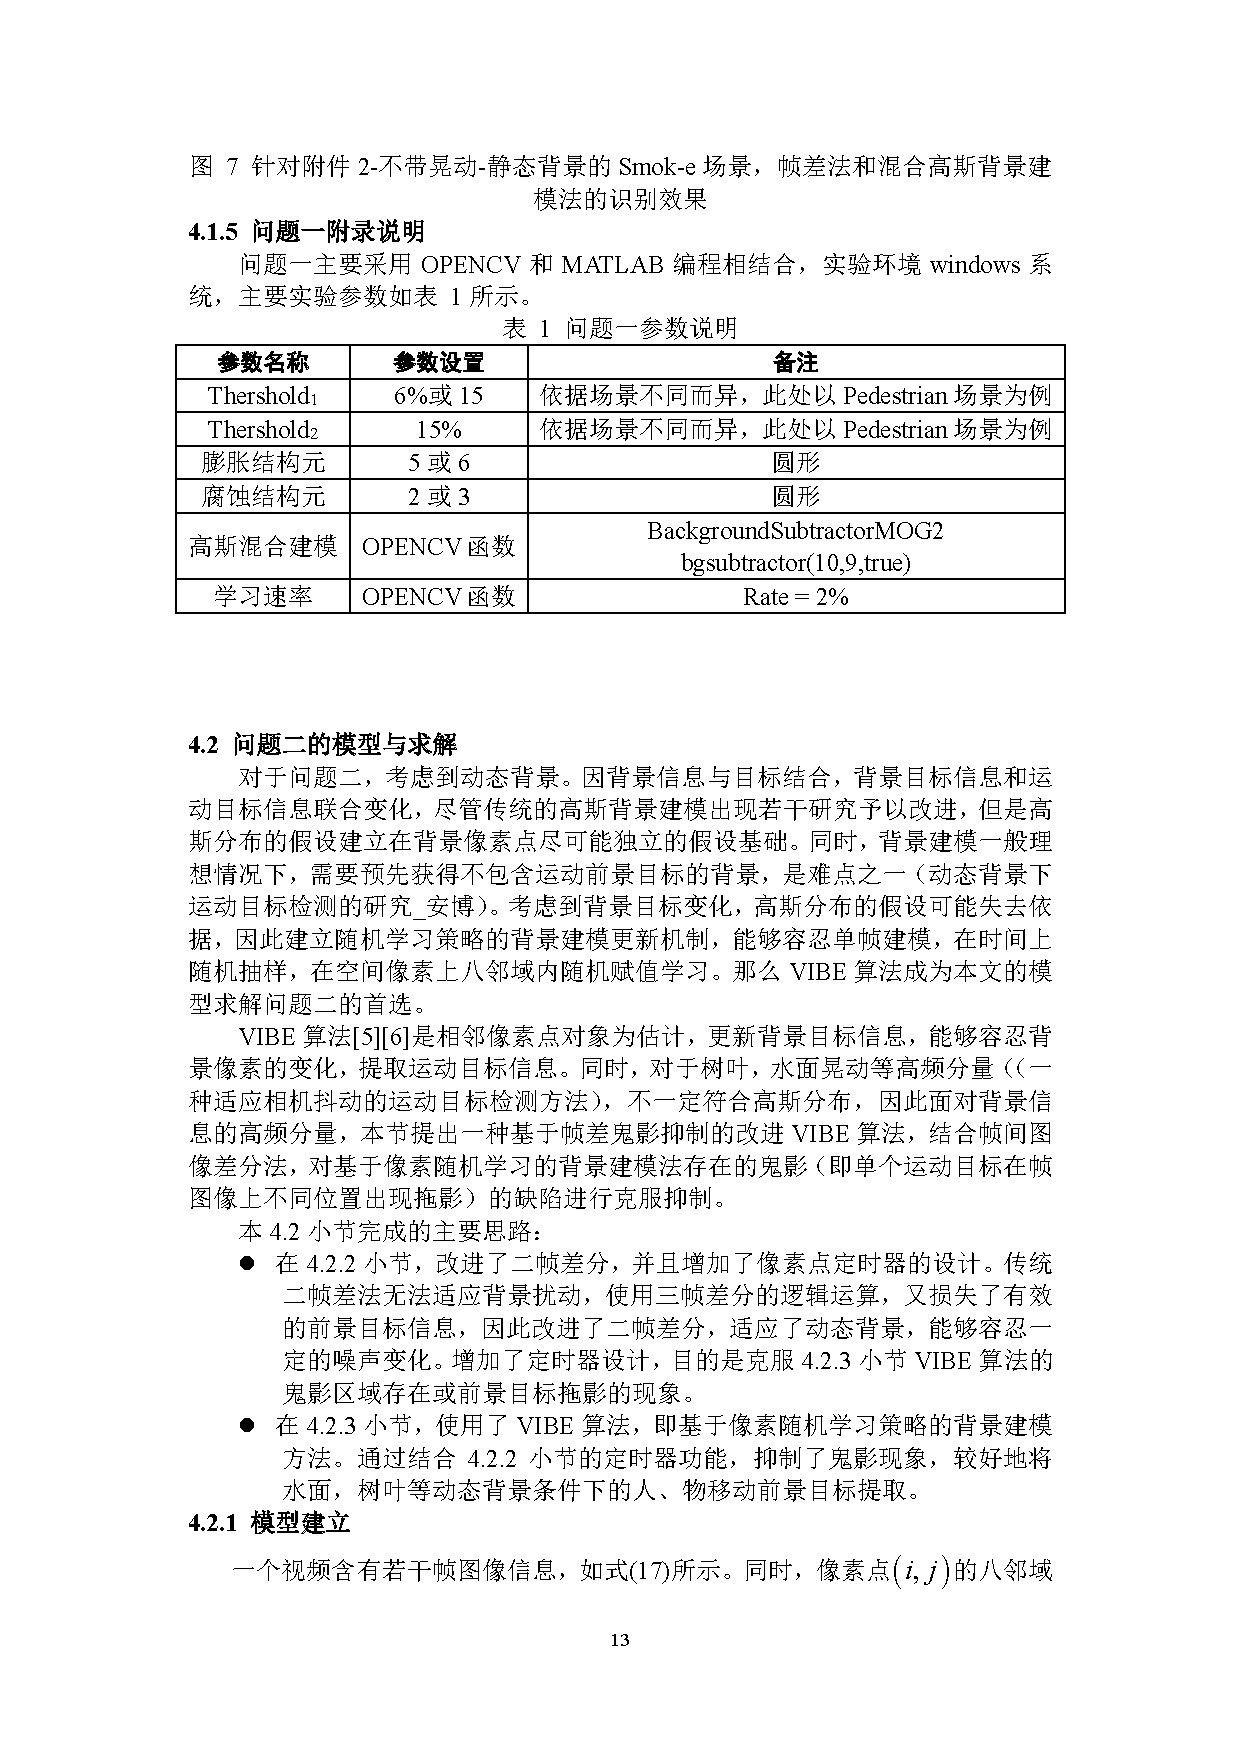 图 7 针对附件 2-不带晃动-静态背景的 Smok-e 场景，帧差法和混合高斯背景建
模法的识别效果
4.1.5 问题一附录说明
问题一主要采用 OPENCV 和 MATLAB 编程相结合，实验环境 windows 系
统，主要实验参数如表 1 所示。
表 1 问题一参数说明
参数名称 参数设置 备注
Thershold₁ 6%或 15 依据场景不同而异，此处以 Pedestrian 场景为例
Thershold₂ 15% 依据场景不同而异，此处以 Pedestrian 场景为例
膨胀结构元 5 或 6 圆形
腐蚀结构元 2 或 3 圆形
高斯混合建模 OPENCV 函数 BackgroundSubtractorMOG2
bgsubtractor(10,9,true)
学习速率 OPENCV 函数 Rate = 2%
4.2 问题二的模型与求解
对于问题二，考虑到动态背景。因背景信息与目标结合，背景目标信息和运
动目标信息联合变化，尽管传统的高斯背景建模出现若干研究予以改进，但是高
斯分布的假设建立在背景像素点尽可能独立的假设基础。同时，背景建模一般理
想情况下，需要预先获得不包含运动前景目标的背景，是难点之一（动态背景下
运动目标检测的研究_安博）。考虑到背景目标变化，高斯分布的假设可能失去依
据，因此建立随机学习策略的背景建模更新机制，能够容忍单帧建模，在时间上
随机抽样，在空间像素上八邻域内随机赋值学习。那么 VIBE 算法成为本文的模
型求解问题二的首选。
VIBE 算法[5][6]是相邻像素点对象为估计，更新背景目标信息，能够容忍背
景像素的变化，提取运动目标信息。同时，对于树叶，水面晃动等高频分量（（一
种适应相机抖动的运动目标检测方法），不一定符合高斯分布，因此面对背景信
息的高频分量，本节提出一种基于帧差鬼影抑制的改进 VIBE 算法，结合帧间图
像差分法，对基于像素随机学习的背景建模法存在的鬼影（即单个运动目标在帧
图像上不同位置出现拖影）的缺陷进行克服抑制。
本 4.2 小节完成的主要思路：
● 在 4.2.2 小节，改进了二帧差分，并且增加了像素点定时器的设计。传统
二帧差法无法适应背景扰动，使用三帧差分的逻辑运算，又损失了有效
的前景目标信息，因此改进了二帧差分，适应了动态背景，能够容忍一
定的噪声变化。增加了定时器设计，目的是克服 4.2.3 小节 VIBE 算法的
鬼影区域存在或前景目标拖影的现象。
● 在 4.2.3 小节，使用了 VIBE 算法，即基于像素随机学习策略的背景建模
方法。通过结合 4.2.2 小节的定时器功能，抑制了鬼影现象，较好地将
水面，树叶等动态背景条件下的人、物移动前景目标提取。
4.2.1 模型建立
一个视频含有若干帧图像信息，如式(17)所示。同时，像素点(i, j)的八邻域
13